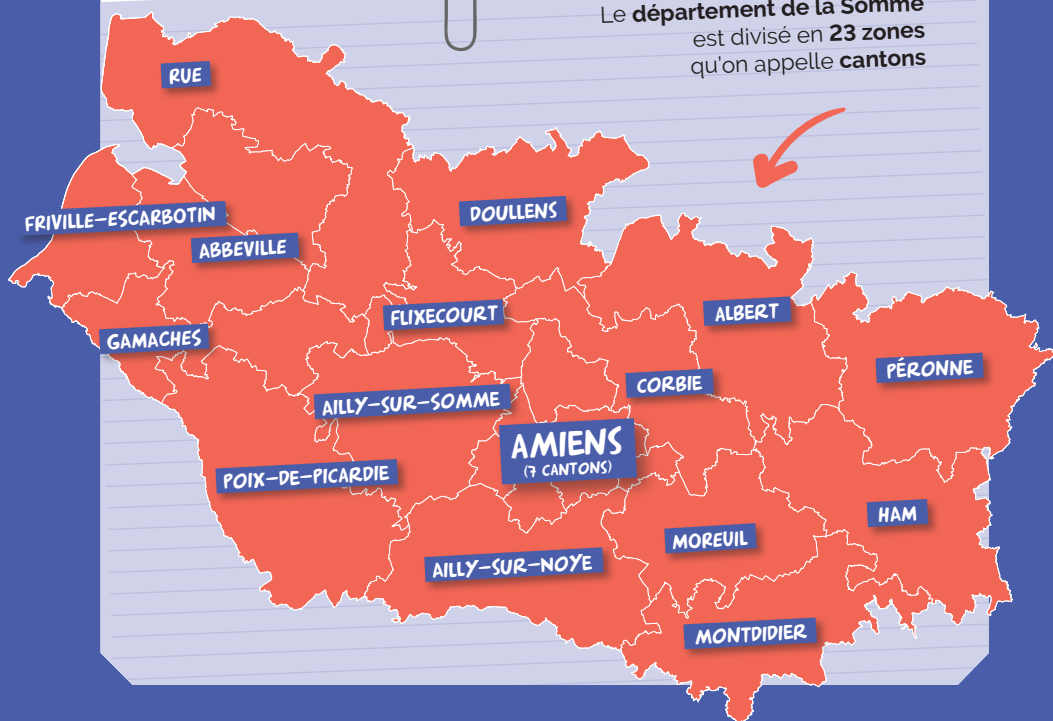 Le département de la Somme
est divisé en 23 zones
qu'on appelle cantons
RUE
FRIVILLE-ESCARBOTIN
ABBEVILLE
DOULLENS
GAMACHES
FLIXECOURT
ALBERT
PÉRONNE
AILLY-SUR-SOMME
CORBIE
AMIENS
(7 CANTONS)
POIX-DE-PICARDIE
HAM
MOREUIL
AILLY-SUR-NOYE
MONTDIDIER